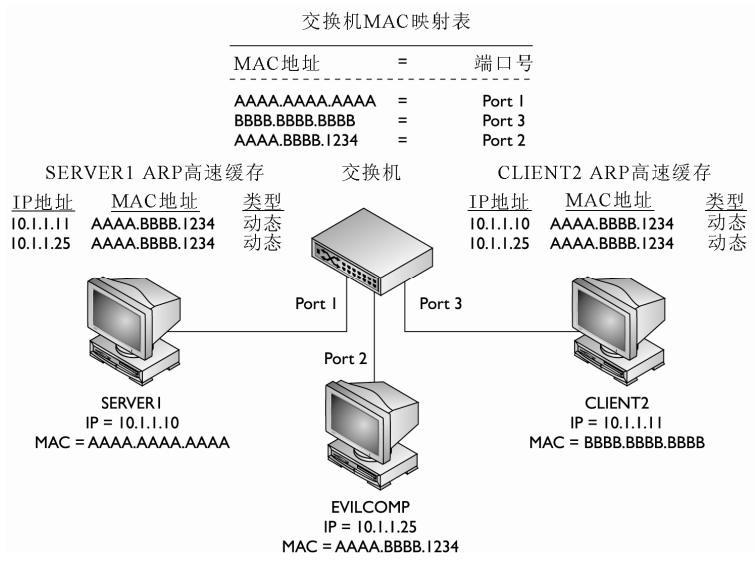 交换机MAC映射表
MAC地址 = 端口号
AAAA.AAAA.AAAA = Port 1
BBBB.BBBB.BBBB = Port 3
AAAA.BBBB.1234 = Port 2
SERVER1 ARP高速缓存
IP地址 MAC地址 类型
10.1.1.11 AAAA.BBBB.1234 动态
10.1.1.25 AAAA.BBBB.1234 动态
交换机
CLIENT2 ARP高速缓存
IP地址 MAC地址 类型
10.1.1.10 AAAA.BBBB.1234 动态
10.1.1.25 AAAA.BBBB.1234 动态
Port 1
Port 3
Port 2
SERVER1
IP = 10.1.1.10
MAC = AAAA.AAAA.AAAA
CLIENT2
IP = 10.1.1.11
MAC = BBBB.BBBB.BBBB
EVILCOMP
IP = 10.1.1.25
MAC = AAAA.BBBB.1234